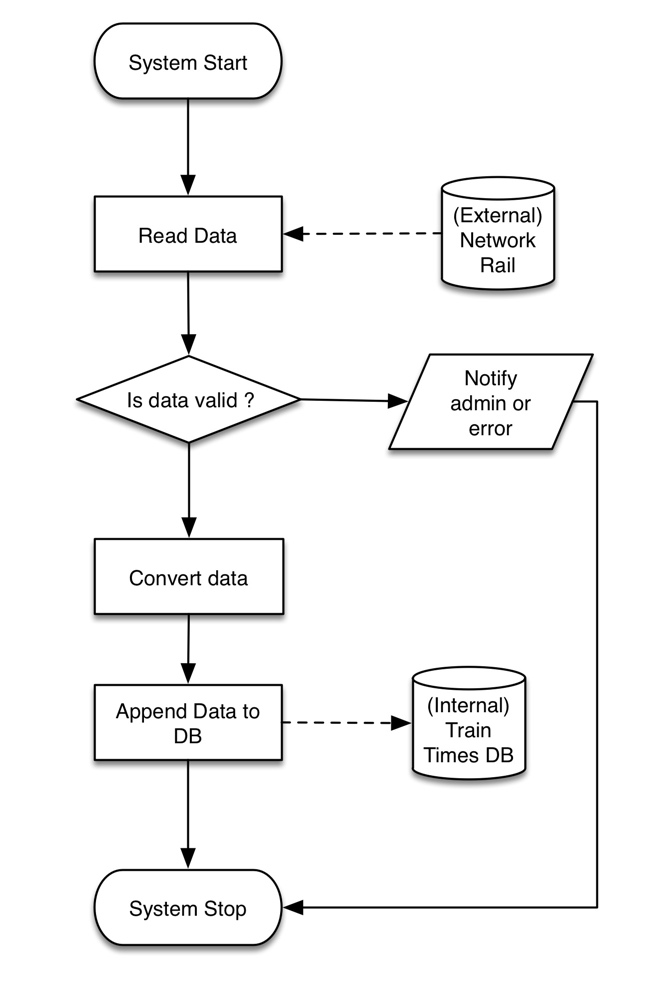 System Start
Read Data
(External)
Network
Rail
Is data valid ?
Notify
admin or
error
Convert data
Append Data to
DB
(Internal)
Train
Times DB
System Stop